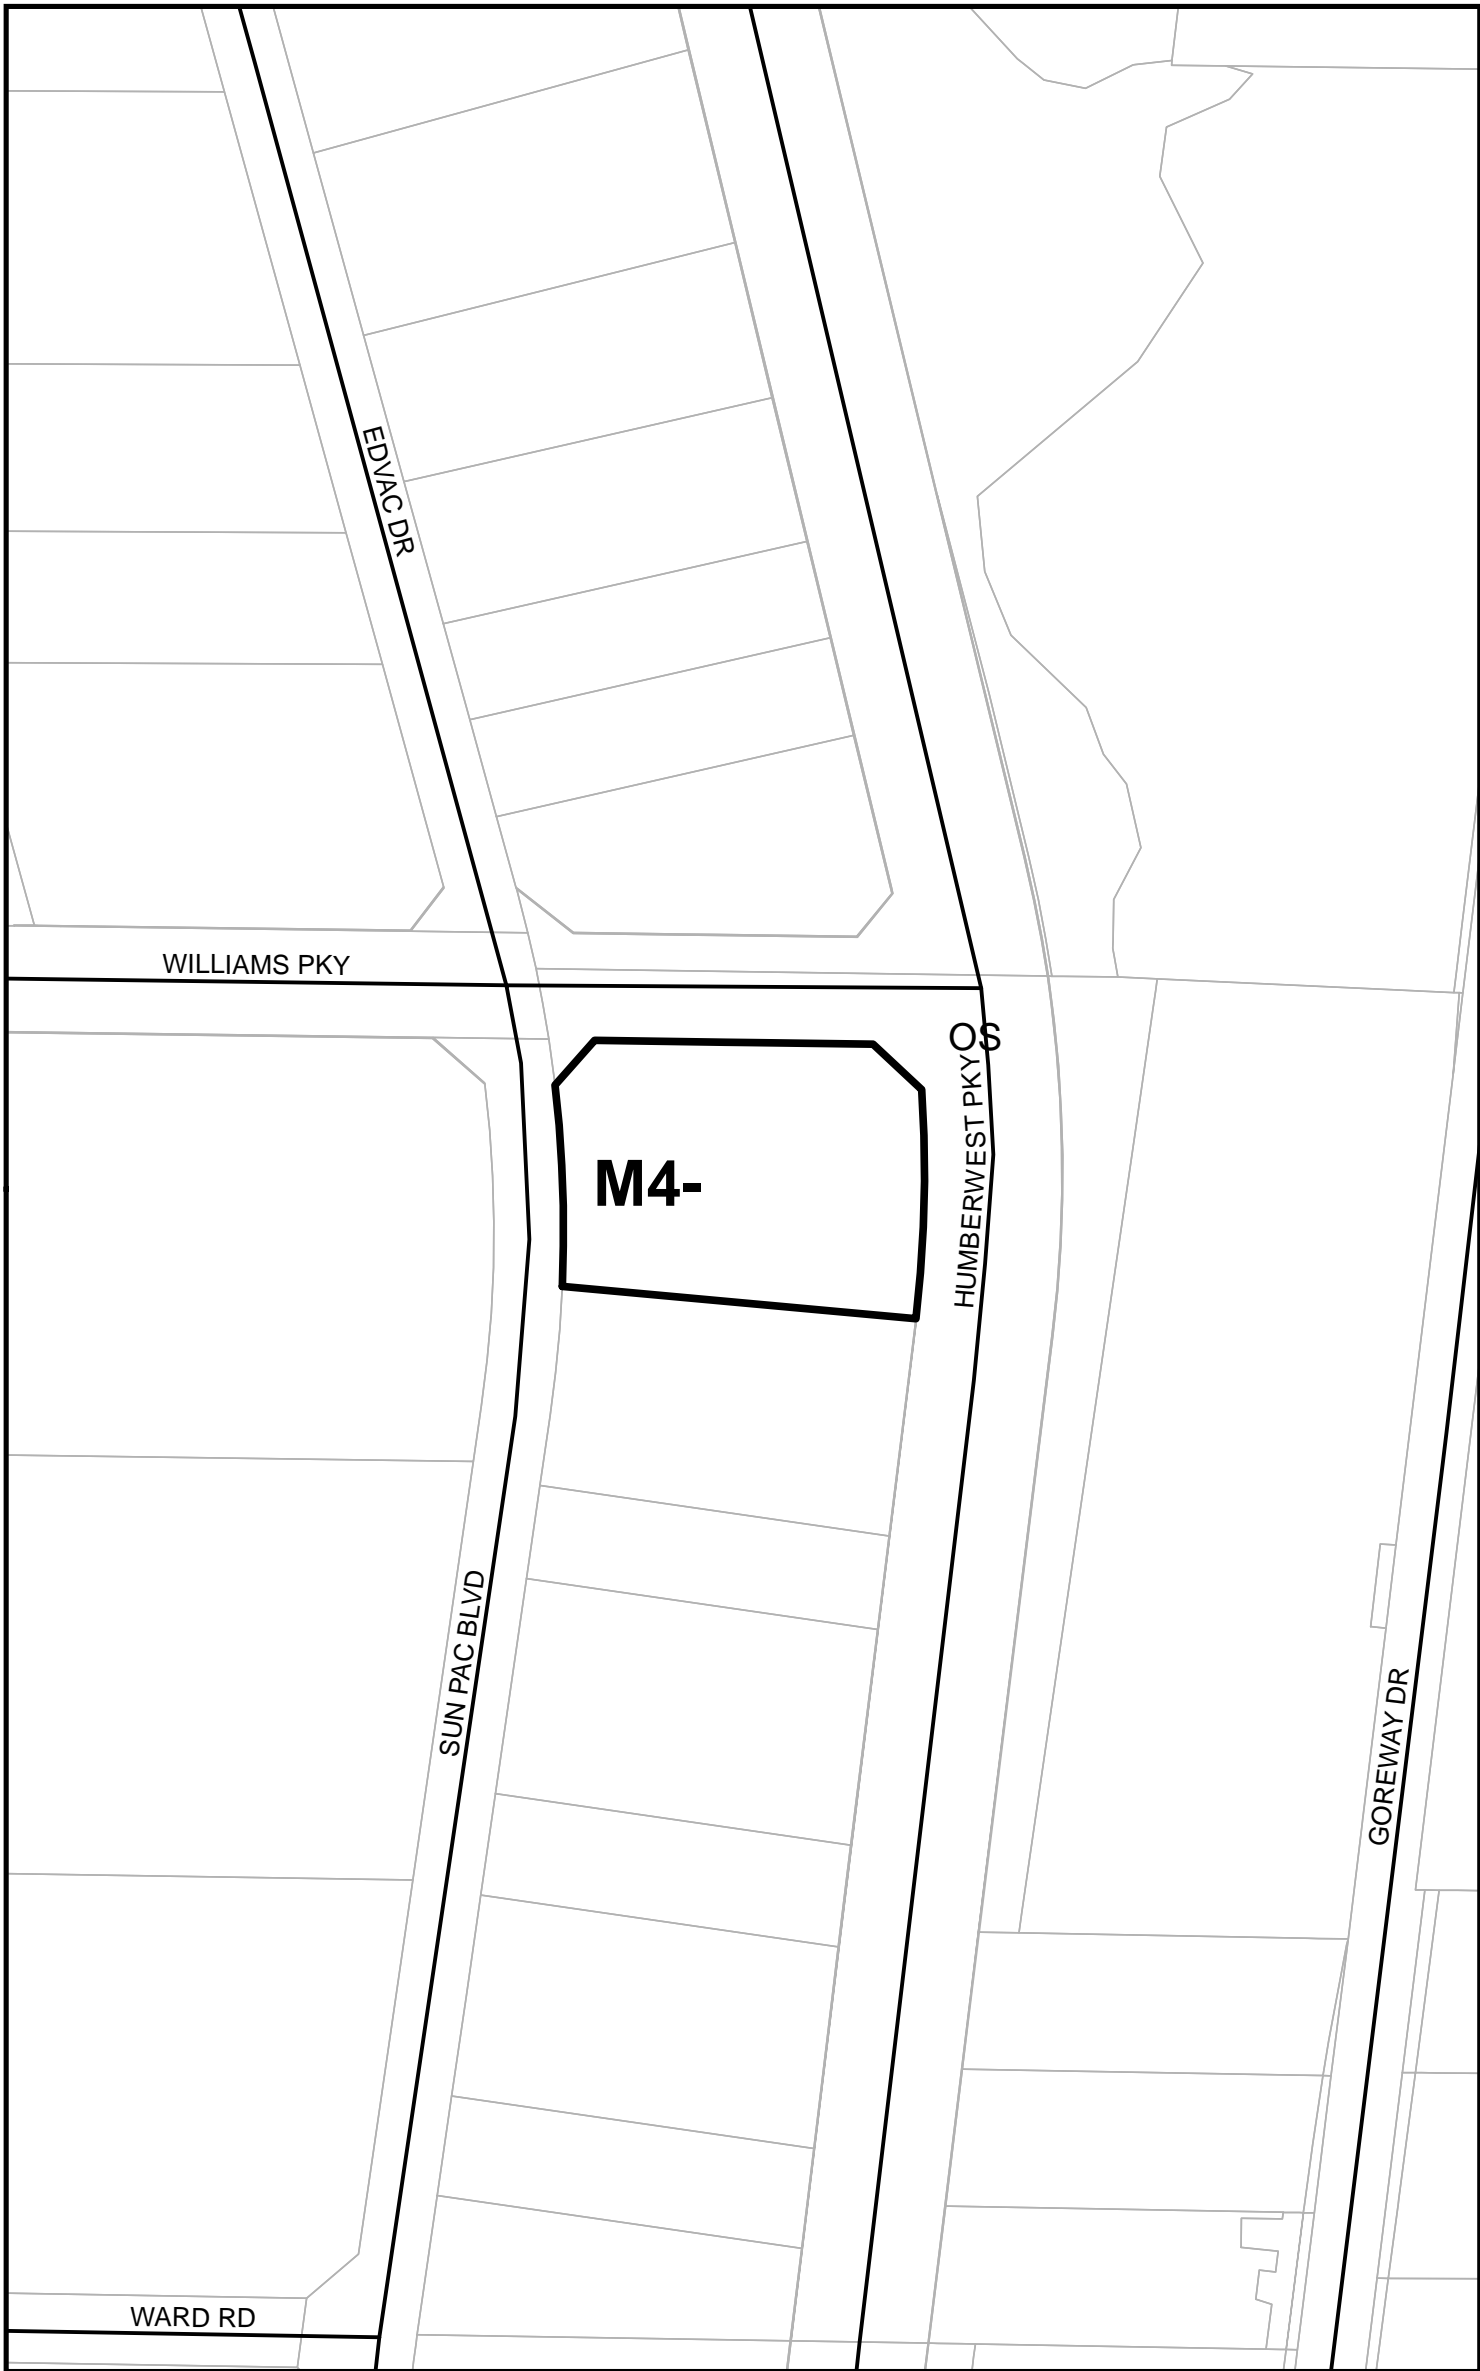 EDVAC DR
WILLIAMS PKY
OS
M4-
HUMBERWEST PKY
SUN PAC BLVD
GOREWAY DR
WARD RD